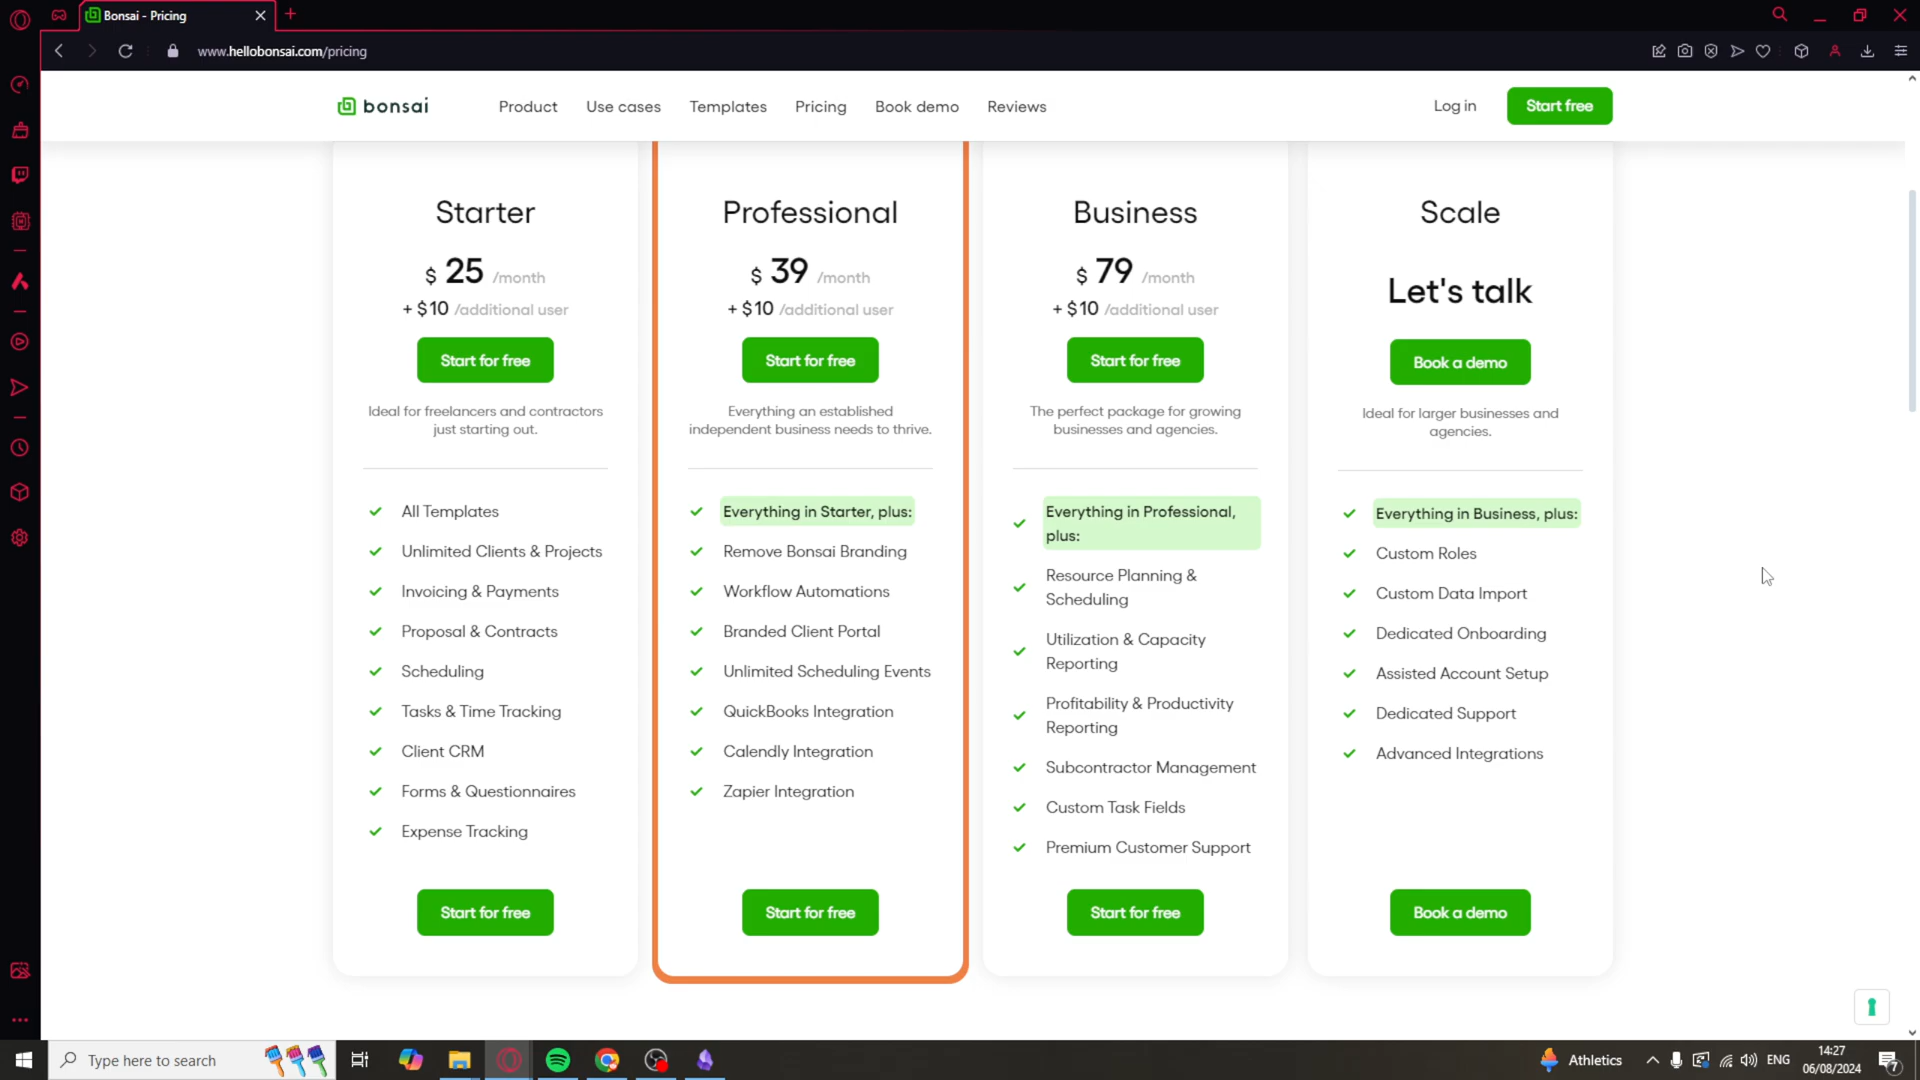 Bonsai - Pricing
www.hellobonsai.com/pricing
bonsai
Product
Use cases
Templates
Pricing
Book demo
Reviews
Log in
Start free
Starter
$ 25 /month
+ $10 /additional user
Start for free
Ideal for freelancers and contractors
just starting out.
All Templates
Unlimited Clients & Projects
Invoicing & Payments
Proposal & Contracts
Scheduling
Tasks & Time Tracking
Client CRM
Forms & Questionnaires
Expense Tracking
Start for free
Professional
$ 39 /month
+ $10 /additional user
Start for free
Everything an established
independent business needs to thrive.
Everything in Starter, plus:
Remove Bonsai Branding
Workflow Automations
Branded Client Portal
Unlimited Scheduling Events
QuickBooks Integration
Calendly Integration
Zapier Integration
Start for free
Business
$ 79 /month
+ $10 /additional user
Start for free
The perfect package for growing
businesses and agencies.
Everything in Professional,
plus:
Resource Planning &
Scheduling
Utilization & Capacity
Reporting
Profitability & Productivity
Reporting
Subcontractor Management
Custom Task Fields
Premium Customer Support
Start for free
Scale
Let's talk
Book a demo
Ideal for larger businesses and
agencies.
Everything in Business, plus:
Custom Roles
Custom Data Import
Dedicated Onboarding
Assisted Account Setup
Dedicated Support
Advanced Integrations
Book a demo
Type here to search
Athletics
ENG
14:27
06/08/2024
7